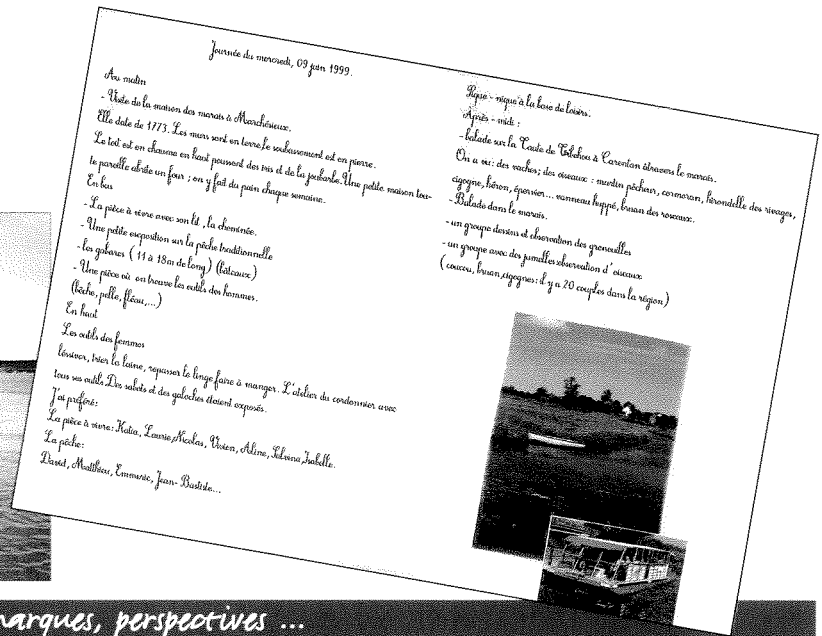 Journée du mercredi, 09 juin 1999.
Au matin
- Visite de la maison des marais à Marchésieux.
Elle date de 1773. Les murs sont en terre, le soubassement est en pierre.
Le toit est en chaume en haut poussent des iris et de la joubarbe. Une petite maison tou-
te pareille abrite un four ; on y fait du pain chaque semaine.
En bas
- La pièce à vivre avec son lit , la cheminée.
- Une petite exposition sur la pêche traditionnelle
- les gabares ( 11 à 18m de long ) (bâteaux)
- Une pièce où on trouve les outils des hommes.
(bêche, pelle, fléau,...)
En haut
Les outils des femmes
léssiver, trier la laine, repasser le linge faire à manger. L'atelier du cordonnier avec
tous ses outils. Des sabots et des galoches étaient exposés.
J'ai préféré:
La pièce à vivre: Katia, Laurie, Nicolas, Vivien, Aline, Isabelle.
La pêche:
David, Matthieu, Emmeric, Jean- Baptiste...
Pique - nique à la base de loisirs.
Après - midi :
- balade sur la Taute de à Carentan àtravers le marais.
On a vu: des vaches; des oiseaux : martin pêcheur, cormoran, hirondelle des rivages,
cigogne, héron, épervier... vanneau huppé, bruan des roseaux.
- Balade dans le marais.
- un groupe dessins et observation des grenouilles
- un groupe avec des jumelles:observation d'oiseaux
( coucou, bruan,cigognes: il y a 20 couples dans la région )
arques, perspectives ...